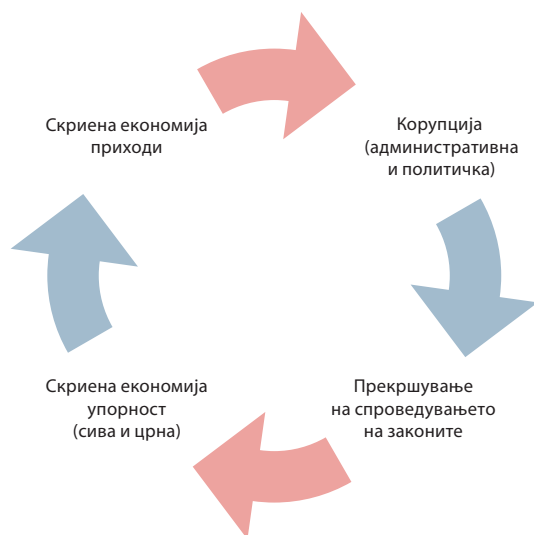 Скриена економија
приходи
Корупција
(административна
и политичка)
Скриена економија
упорност
(сива и црна)
Прекршување
на спроведувањето
на законите